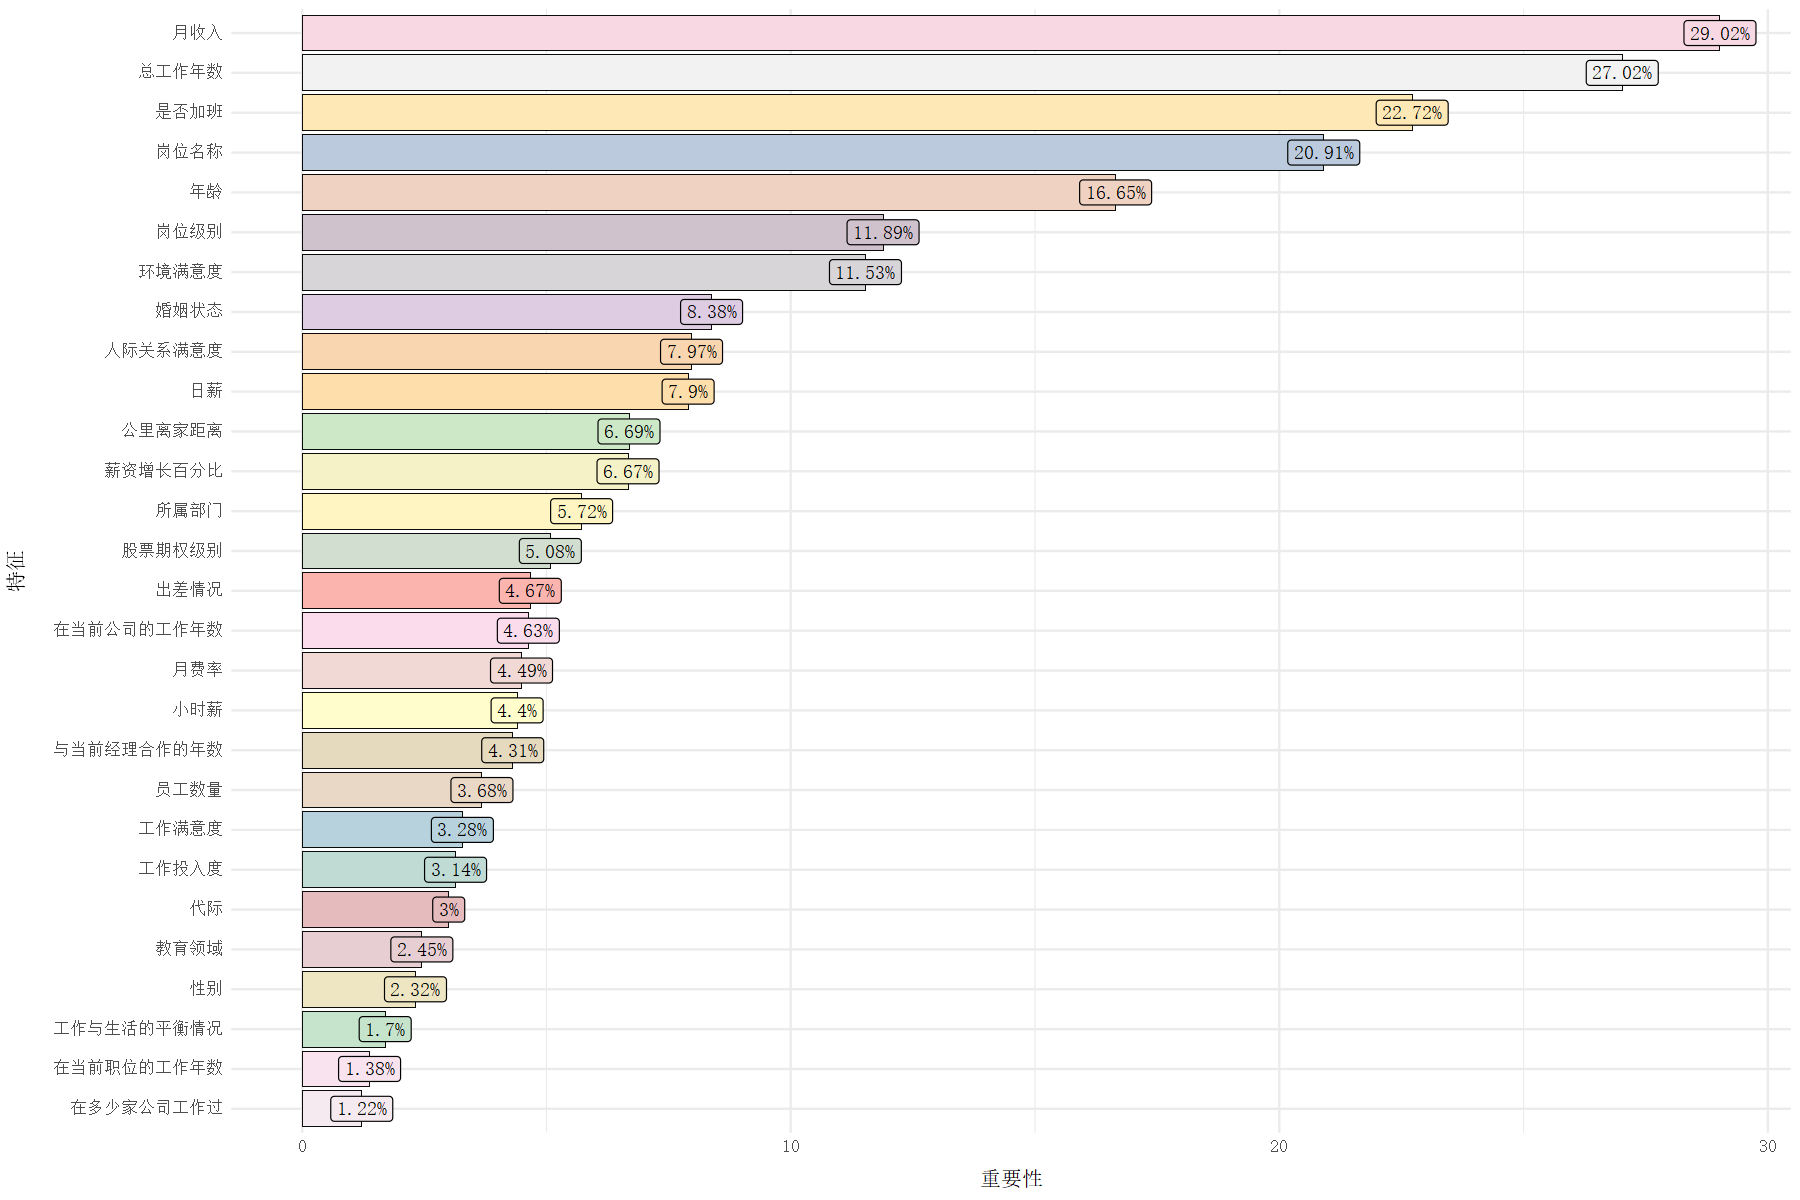 月收入 29.02%
总工作年数 27.02%
是否加班 22.72%
岗位名称 20.91%
年龄 16.65%
岗位级别 11.89%
环境满意度 11.53%
婚姻状态 8.38%
人际关系满意度 7.97%
日薪 7.9%
公里离家距离 6.69%
薪资增长百分比 6.67%
所属部门 5.72%
股票期权级别 5.08%
出差情况 4.67%
在当前公司的工作年数 4.63%
月费率 4.49%
小时薪 4.4%
与当前经理合作的年数 4.31%
员工数量 3.68%
工作满意度 3.28%
工作投入度 3.14%
代际 3%
教育领域 2.45%
性别 2.32%
工作与生活的平衡情况 1.7%
在当前职位的工作年数 1.38%
在多少家公司工作过 1.22%
特征
0 10 20 30
重要性